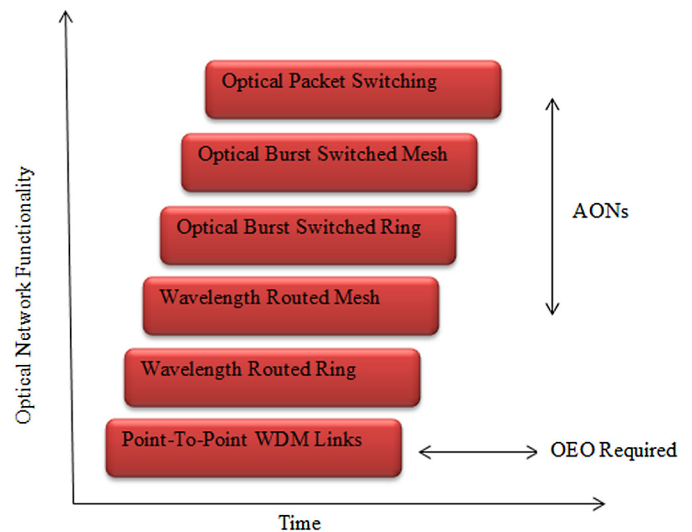 Optical Network Functionality
Optical Packet Switching
Optical Burst Switched Mesh
Optical Burst Switched Ring
Wavelength Routed Mesh
Wavelength Routed Ring
Point-To-Point WDM Links
AONs
OEO Required
Time